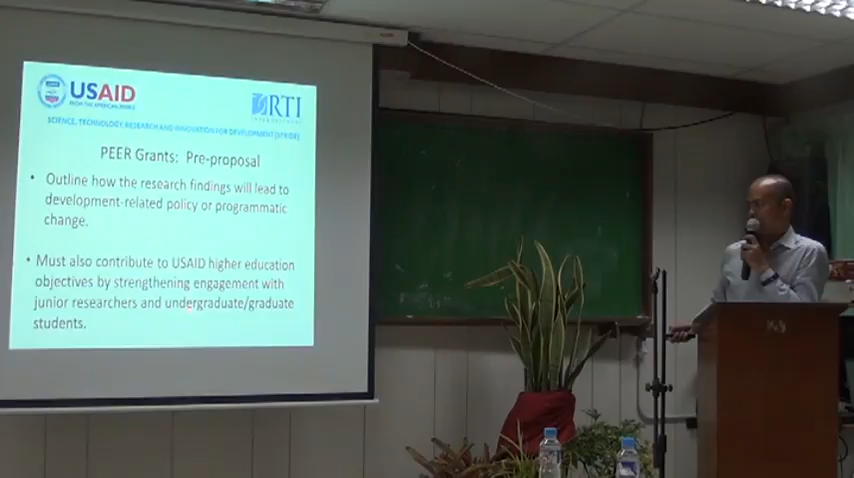 USAID
FROM THE AMERICAN PEOPLE
RTI
INTERNATIONAL
SCIENCE, TECHNOLOGY, RESEARCH AND INNOVATION FOR DEVELOPMENT (STRIDE)
PEER Grants: Pre-proposal
• Outline how the research findings will lead to
development-related policy or programmatic
change.
• Must also contribute to USAID higher education
objectives by strengthening engagement with
junior researchers and undergraduate/graduate
students.